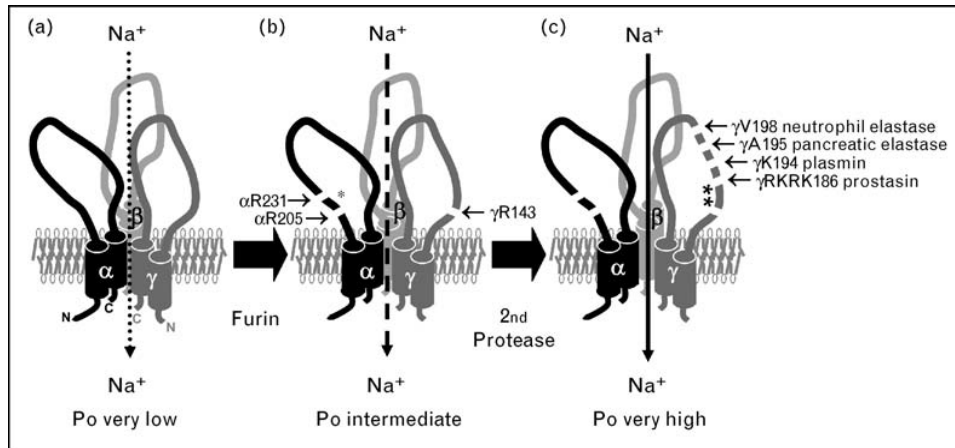 (a)
Na+
β
α
γ
N
C
C
N
Na+
Po very low
Furin
(b)
Na+
αR231
αR205
*
β
γR143
α
γ
Na+
Po intermediate
2nd
Protease
(c)
Na+
γV198 neutrophil elastase
γA195 pancreatic elastase
γK194 plasmin
γRKRK186 prostasin
**
β
α
γ
Na+
Po very high